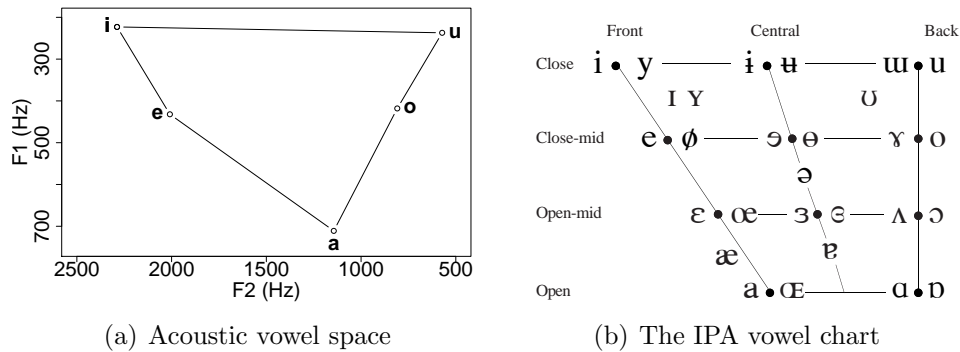 i
u
e
o
a
300
500
700
F1 (Hz)
2500 2000 1500 1000 500
F2 (Hz)
(a) Acoustic vowel space
Front Central Back
Close i y ɨ ʉ ɯ u
ɪ ʏ ʊ
Close-mid e ø ɘ ɵ ɤ o
ə
Open-mid ɛ œ ɜ ɞ ʌ ɔ
æ ɐ
Open a ɶ ɑ ɒ
(b) The IPA vowel chart